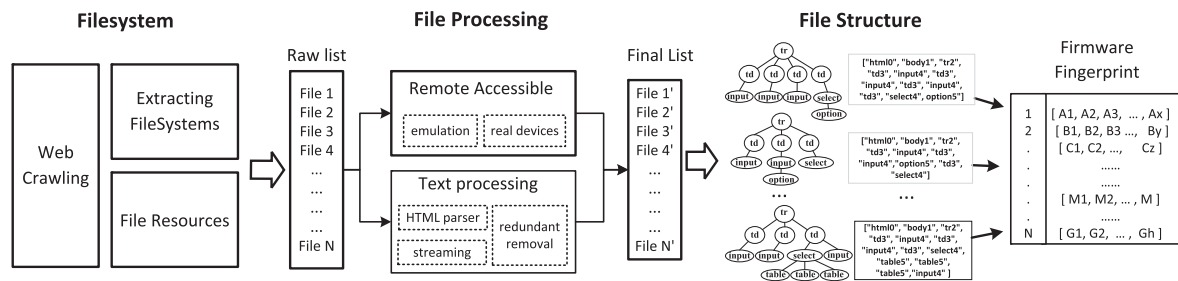 Filesystem
Web
Crawling
Extracting
FileSystems
File Resources
Raw list
File 1
File 2
File 3
File 4
...
...
...
...
File N
File Processing
Remote Accessible
emulation
real devices
Text processing
HTML parser
streaming
redundant
removal
Final List
File 1'
File 2'
File 3'
File 4'
...
...
...
...
File N'
File Structure
tr
td td td td
input input input select
option
["html0", "body1", "tr2",
"td3", "input4", "td3",
"input4", "td3", "input4",
"td3", "select4", option5"]
tr
td td td
input input select
option
["html0", "body1", "tr2",
"td3", "input4", "td3",
"input4","option5", "td3",
"select4"]
...
...
tr
td td td
input input select input
table table table
["html0", "body1", "tr2",
"td3", "input4", "td3",
"input4", "td3", "select4",
"table5", "table5",
"table5","input4" ]
Firmware
Fingerprint
1 [ A1, A2, A3, ... , Ax ]
2 [ B1, B2, B3 ..., By ]
. [ C1, C2, ... , Cz ]
. ......
. ......
. [ M1, M2, ... , M ]
. ......
N [ G1, G2, ... , Gh ]